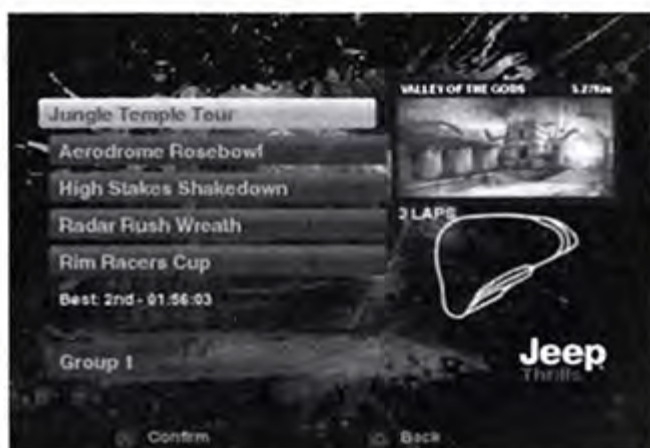 VALLEY OF THE GODS
Jungle Temple Tour
Aerodrome Rosebowl
High Stakes Shakedown
Radar Rush Wreath
Rim Racers Cup
Best: 2nd - 01:56:03
Group 1
3 LAPS
Jeep
Thrills
Confirm
Back